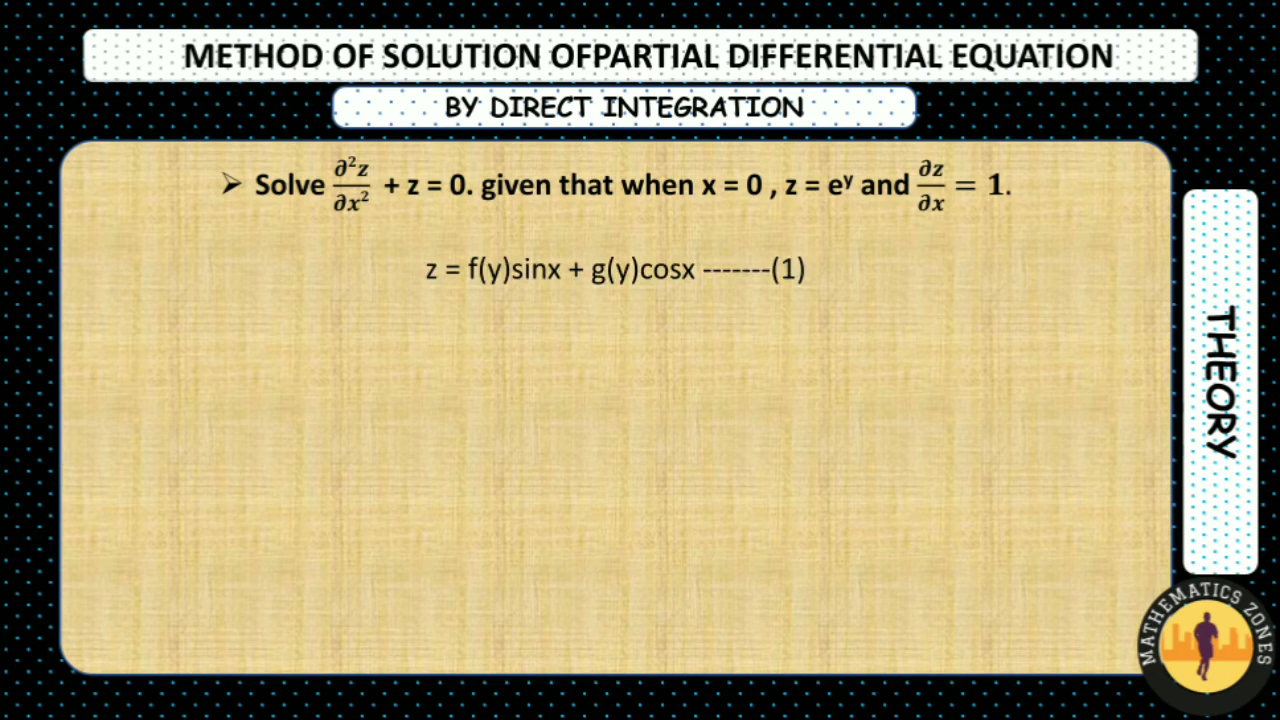 METHOD OF SOLUTION OFPARTIAL DIFFERENTIAL EQUATION
BY DIRECT INTEGRATION
➤ Solve ∂²z/∂x² + z = 0. given that when x = 0 , z = eʸ and ∂z/∂x = 1.
z = f(y)sinx + g(y)cosx -------(1)
THEORY
MATHEMATICS ZONES